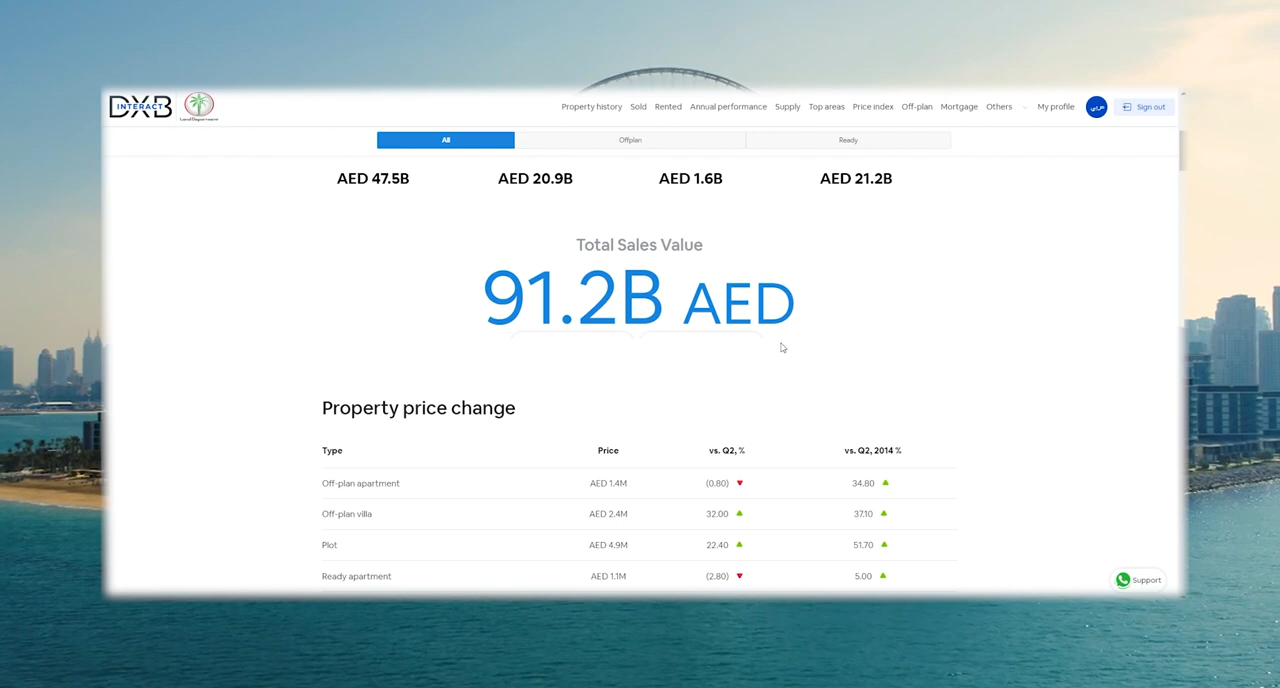 DXB
INTERACT
Land Department
Property history Sold Rented Annual performance Supply Top areas Price index Off-plan Mortgage Others My profile عربي Sign out
All Offplan Ready
AED 47.5B AED 20.9B AED 1.6B AED 21.2B
Total Sales Value
91.2B AED
Property price change
Type Price vs. Q2, % vs. Q2, 2014 %
Off-plan apartment AED 1.4M (0.80) 34.80
Off-plan villa AED 2.4M 32.00 37.10
Plot AED 4.9M 22.40 51.70
Ready apartment AED 1.1M (2.80) 5.00
Support